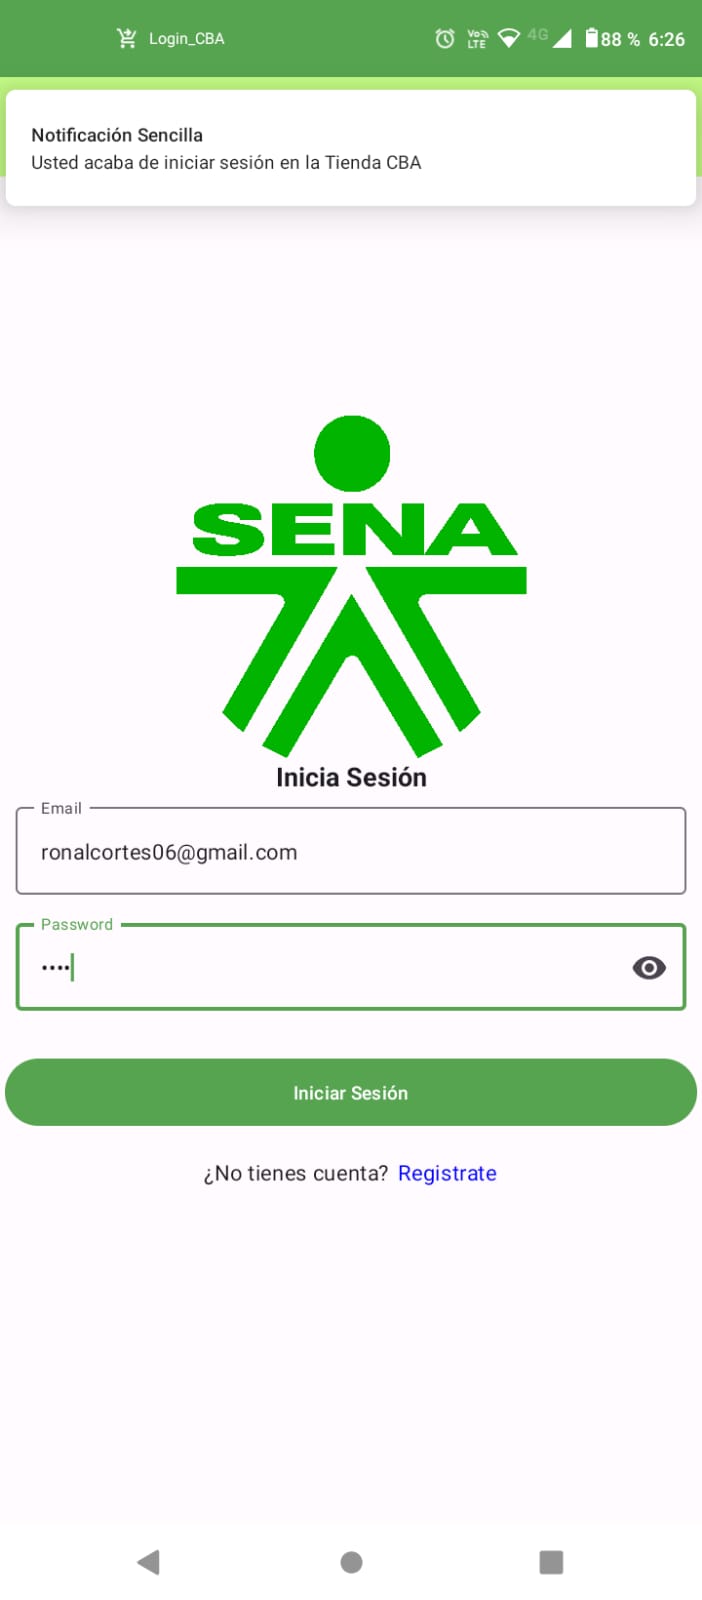 Login_CBA
Vo LTE 4G 88 % 6:26
Notificación Sencilla
Usted acaba de iniciar sesión en la Tienda CBA
SENA
Inicia Sesión
Email
ronalcortes06@gmail.com
Password
••••
Iniciar Sesión
¿No tienes cuenta? Registrate